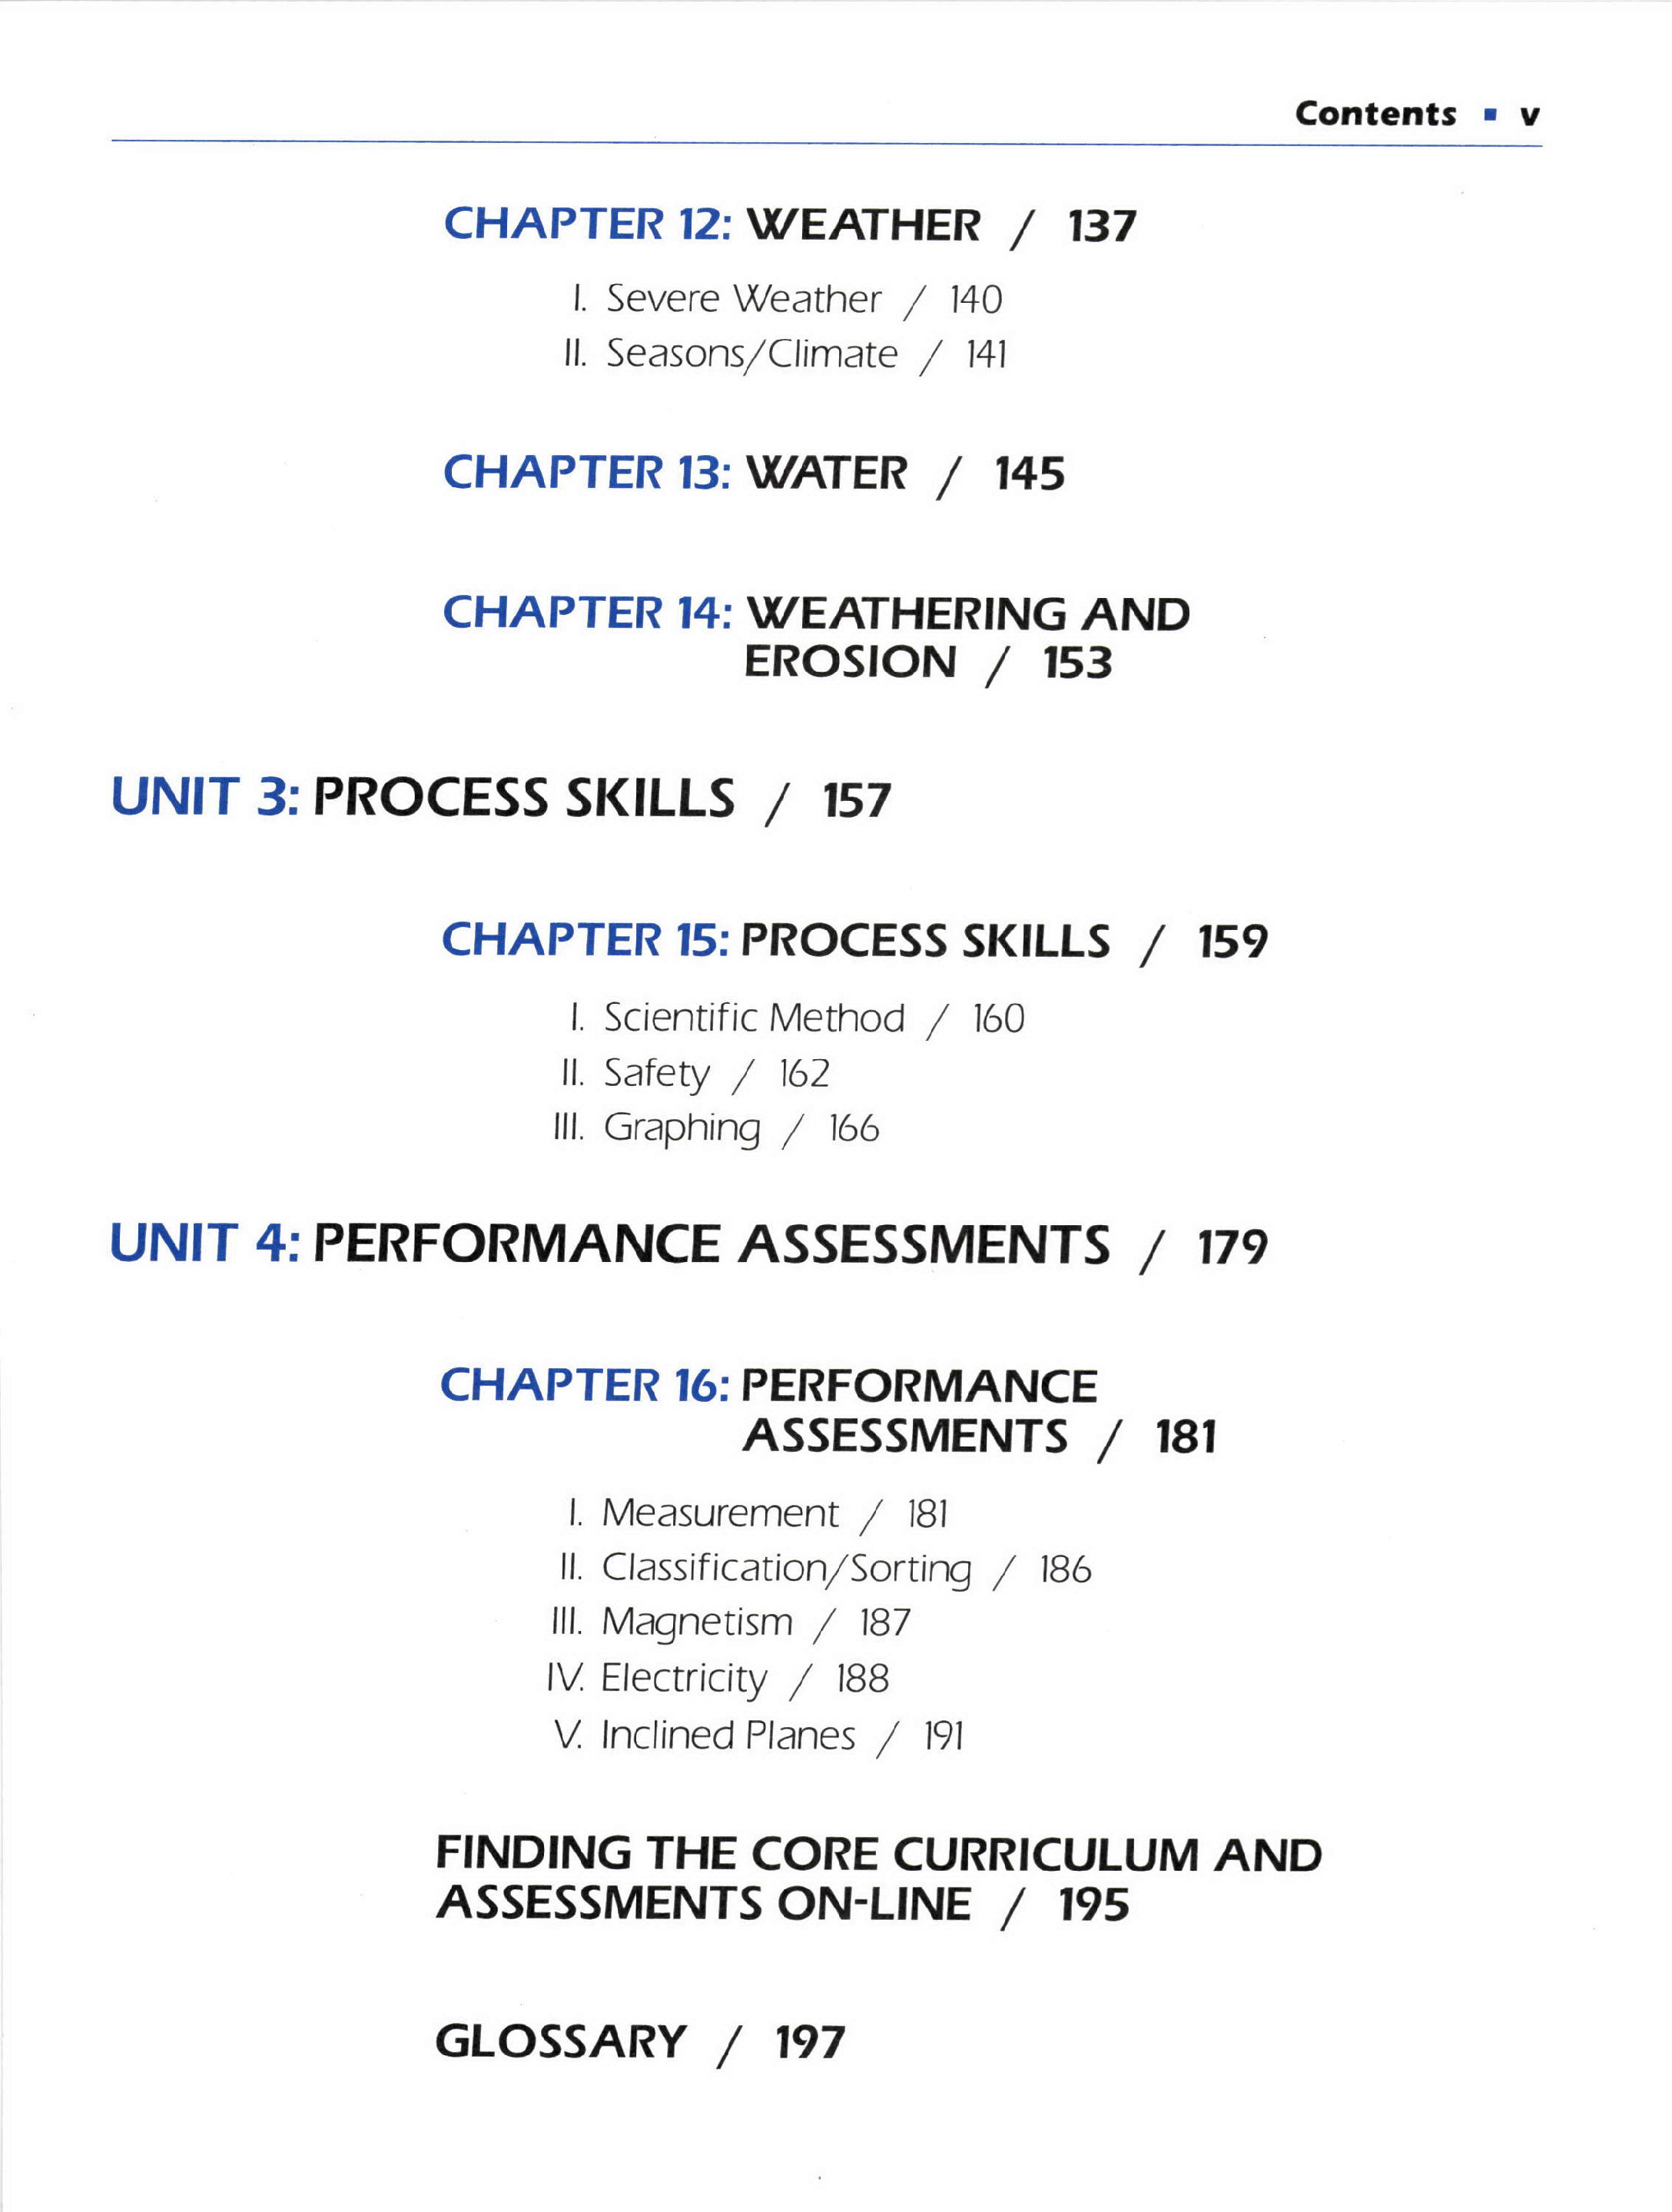 Contents ▪ v
CHAPTER 12: WEATHER / 137
I. Severe Weather / 140
II. Seasons/Climate / 141
CHAPTER 13: WATER / 145
CHAPTER 14: WEATHERING AND
EROSION / 153
UNIT 3: PROCESS SKILLS / 157
CHAPTER 15: PROCESS SKILLS / 159
I. Scientific Method / 160
II. Safety / 162
III. Graphing / 166
UNIT 4: PERFORMANCE ASSESSMENTS / 179
CHAPTER 16: PERFORMANCE
ASSESSMENTS / 181
I. Measurement / 181
II. Classification/Sorting / 186
III. Magnetism / 187
IV. Electricity / 188
V. Inclined Planes / 191
FINDING THE CORE CURRICULUM AND
ASSESSMENTS ON-LINE / 195
GLOSSARY / 197